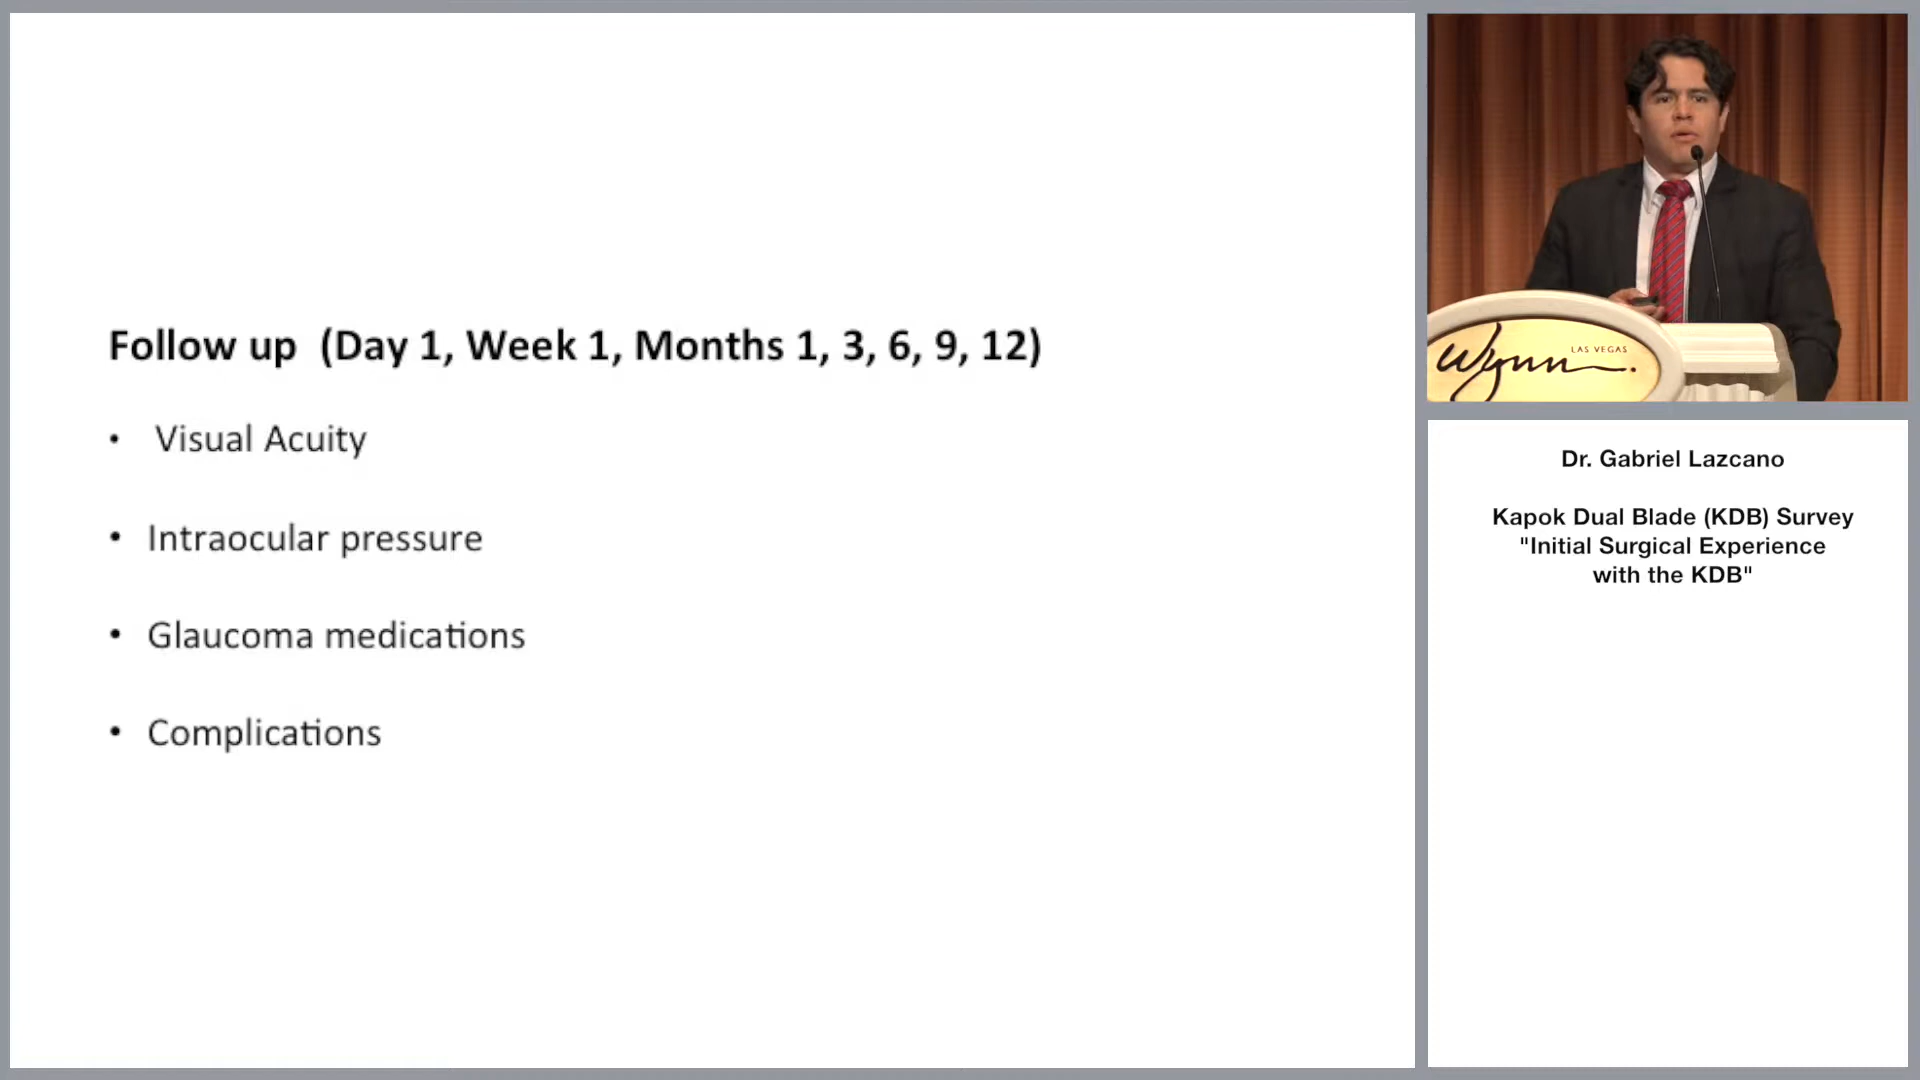 Follow up (Day 1, Week 1, Months 1, 3, 6, 9, 12)
• Visual Acuity
• Intraocular pressure
• Glaucoma medications
• Complications
Wynn.
LAS VEGAS
Dr. Gabriel Lazcano
Kapok Dual Blade (KDB) Survey
"Initial Surgical Experience
with the KDB"